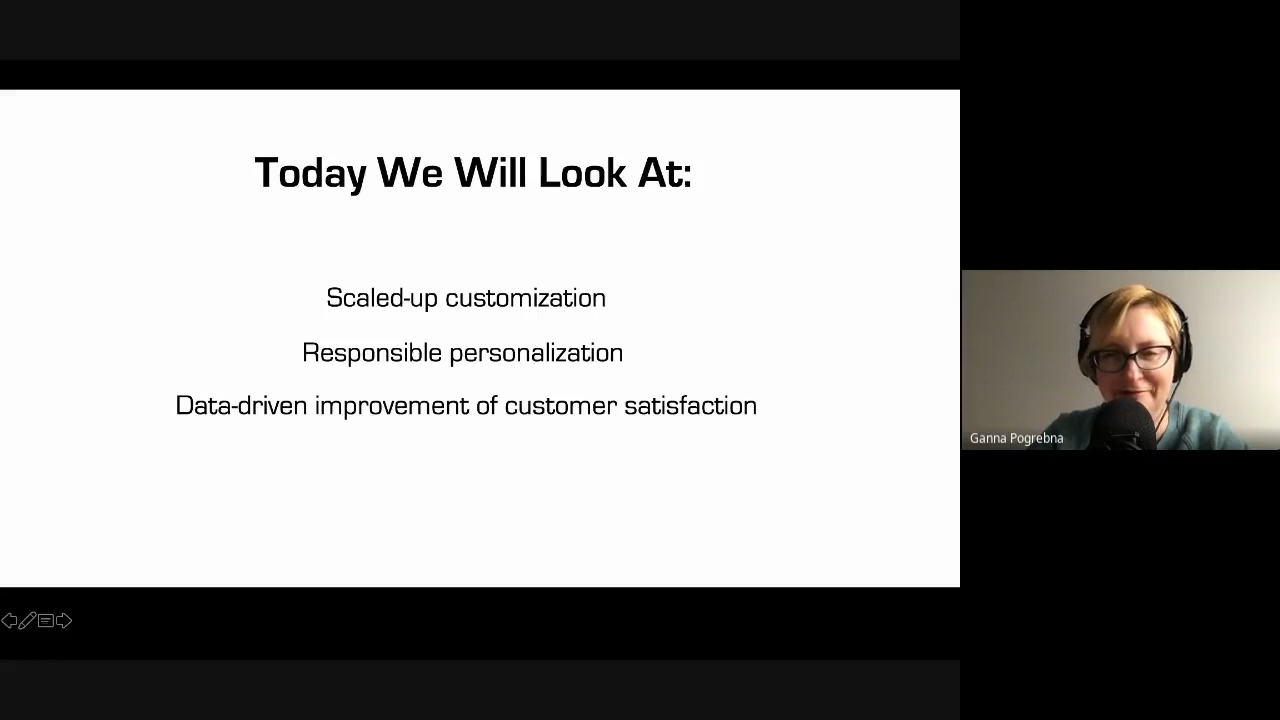 Today We Will Look At:
Scaled-up customization
Responsible personalization
Data-driven improvement of customer satisfaction
Ganna Pogrebna